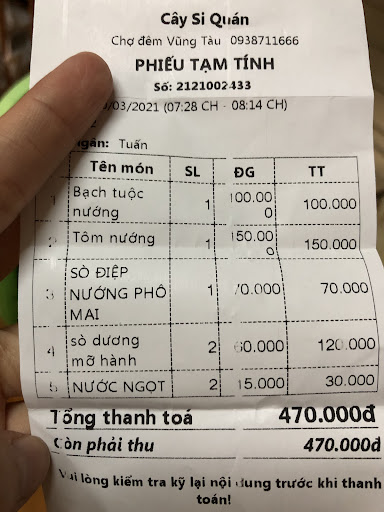 Cây Si Quán
Chợ đêm Vũng Tàu 0938711666
PHIẾU TẠM TÍNH
Số: 2121002433
/03/2021 (07:28 CH - 08:14 CH)
Tuấn
Tên món SL ĐG TT
1 Bạch tuộc nướng 1 100.000 100.000
2 Tôm nướng 1 150.000 150.000
3 SÒ ĐIỆP NƯỚNG PHÔ MAI 1 70.000 70.000
4 sò dương mỡ hành 2 60.000 120.000
5 NƯỚC NGỌT 2 15.000 30.000
Tổng thanh toá 470.000đ
Còn phải thu 470.000đ
Vui lòng kiểm tra kỹ lại nội dung trước khi thanh
toán!